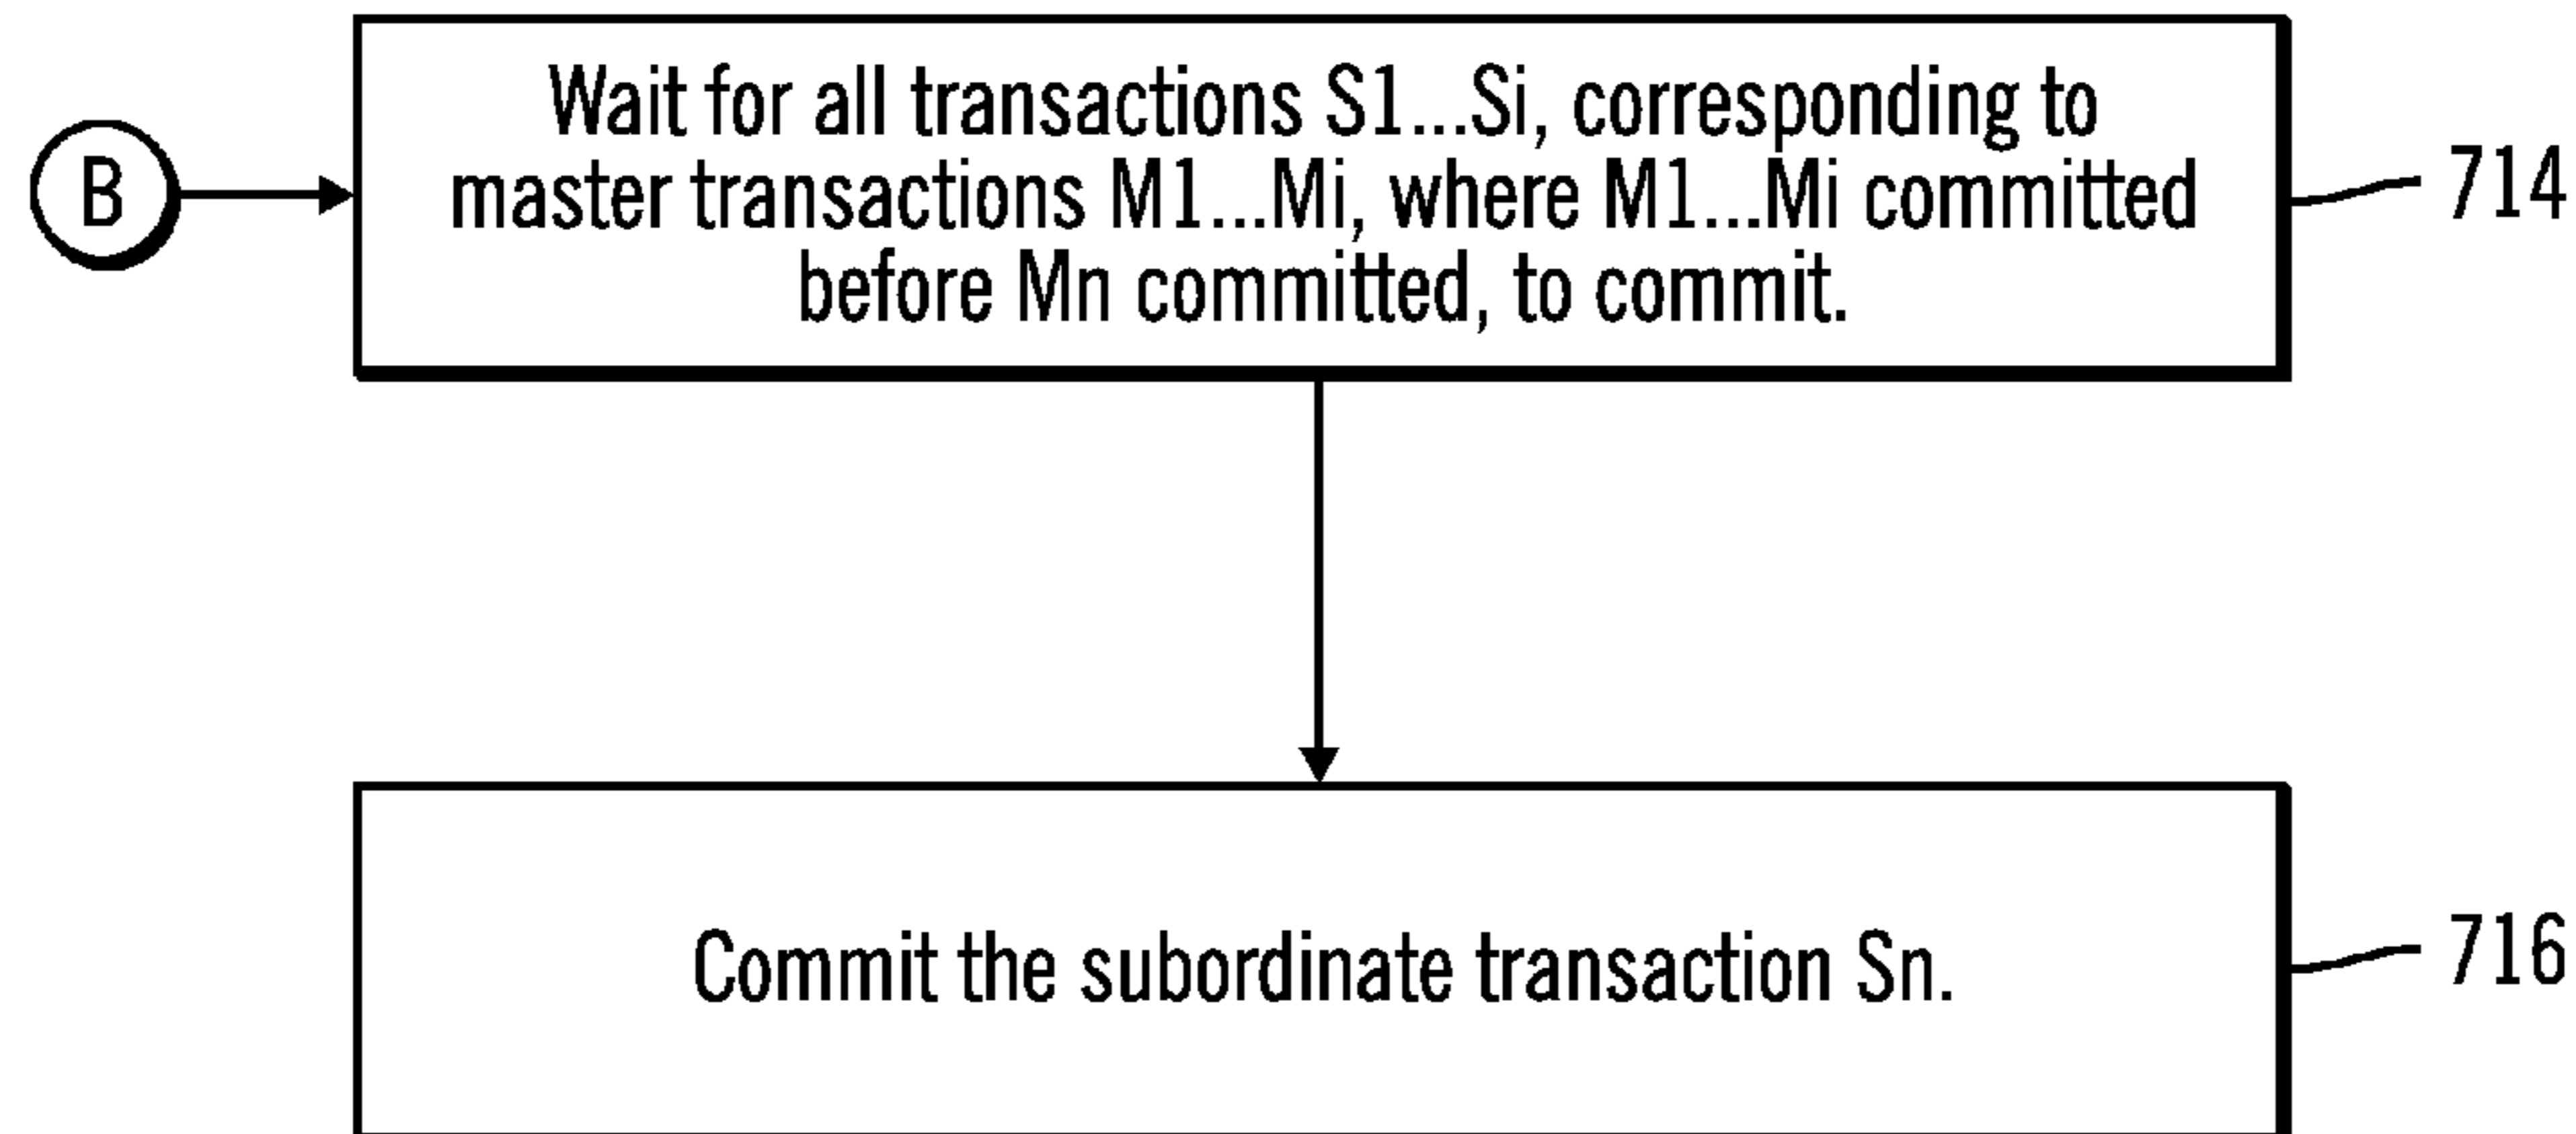 Wait for all transactions S1...Si, corresponding to
B
master transactions M1...Mi, where M1...Mi committed
714
before Mn committed, to commit.
Commit the subordinate transaction Sn.
716